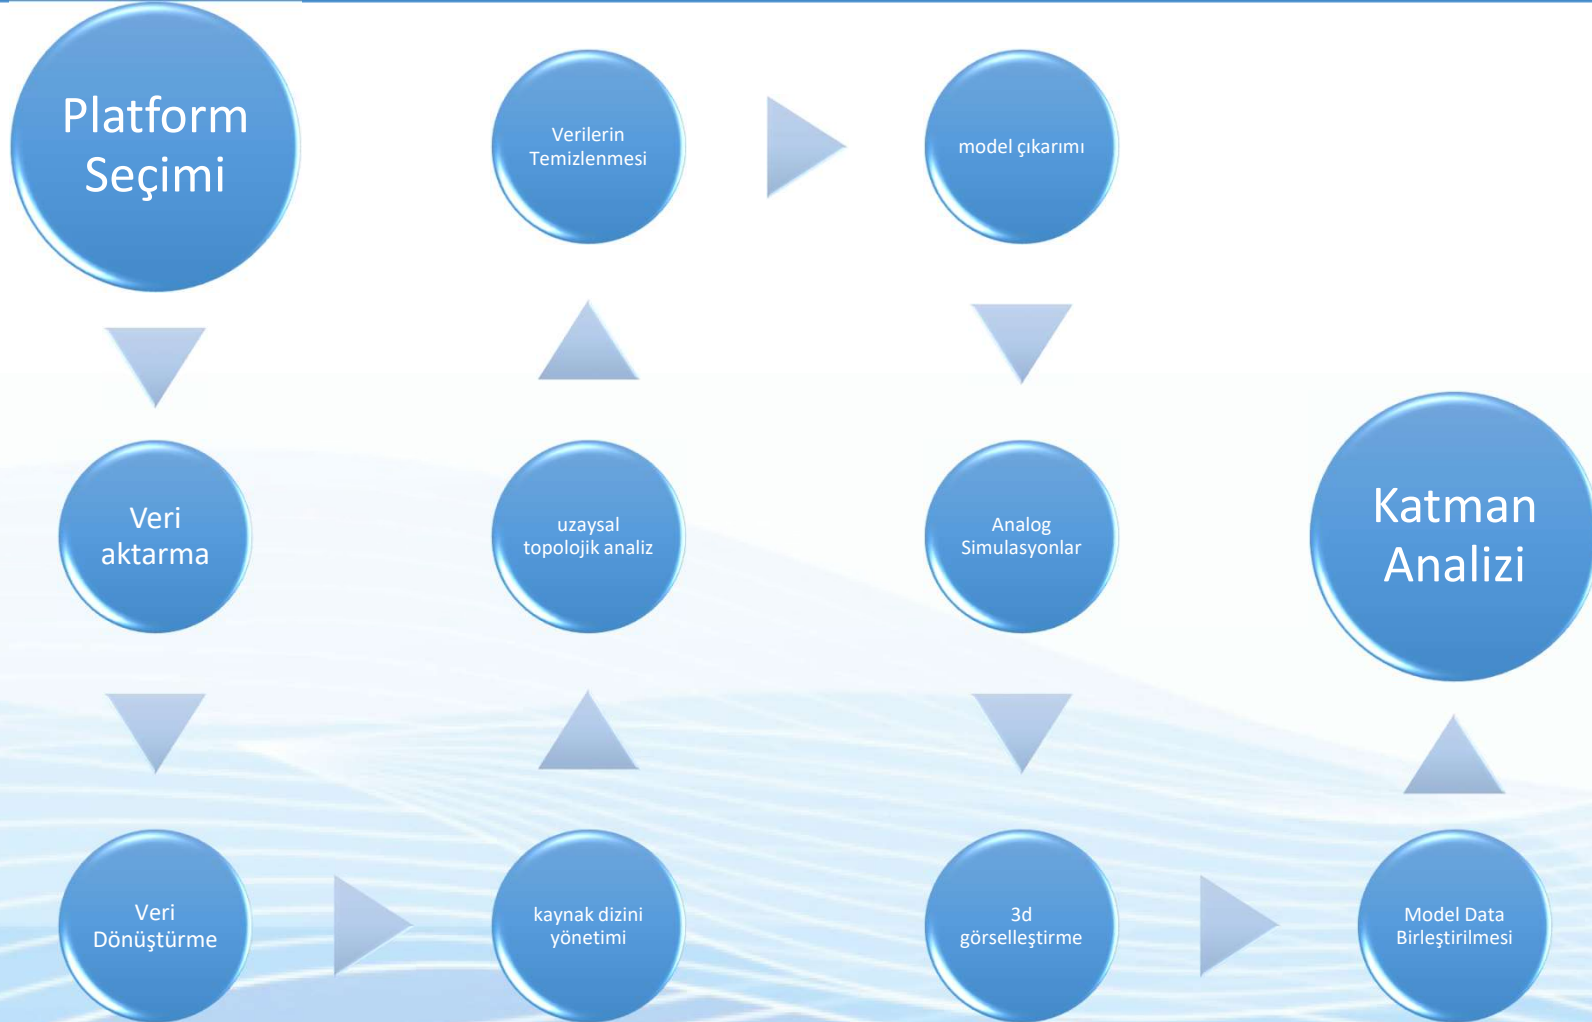 Platform
Seçimi
Veri
aktarma
Veri
Dönüştürme
kaynak dizini
yönetimi
uzaysal
topolojik analiz
Verilerin
Temizlenmesi
model çıkarımı
Analog
Simulasyonlar
3d
görselleştirme
Model Data
Birleştirilmesi
Katman
Analizi